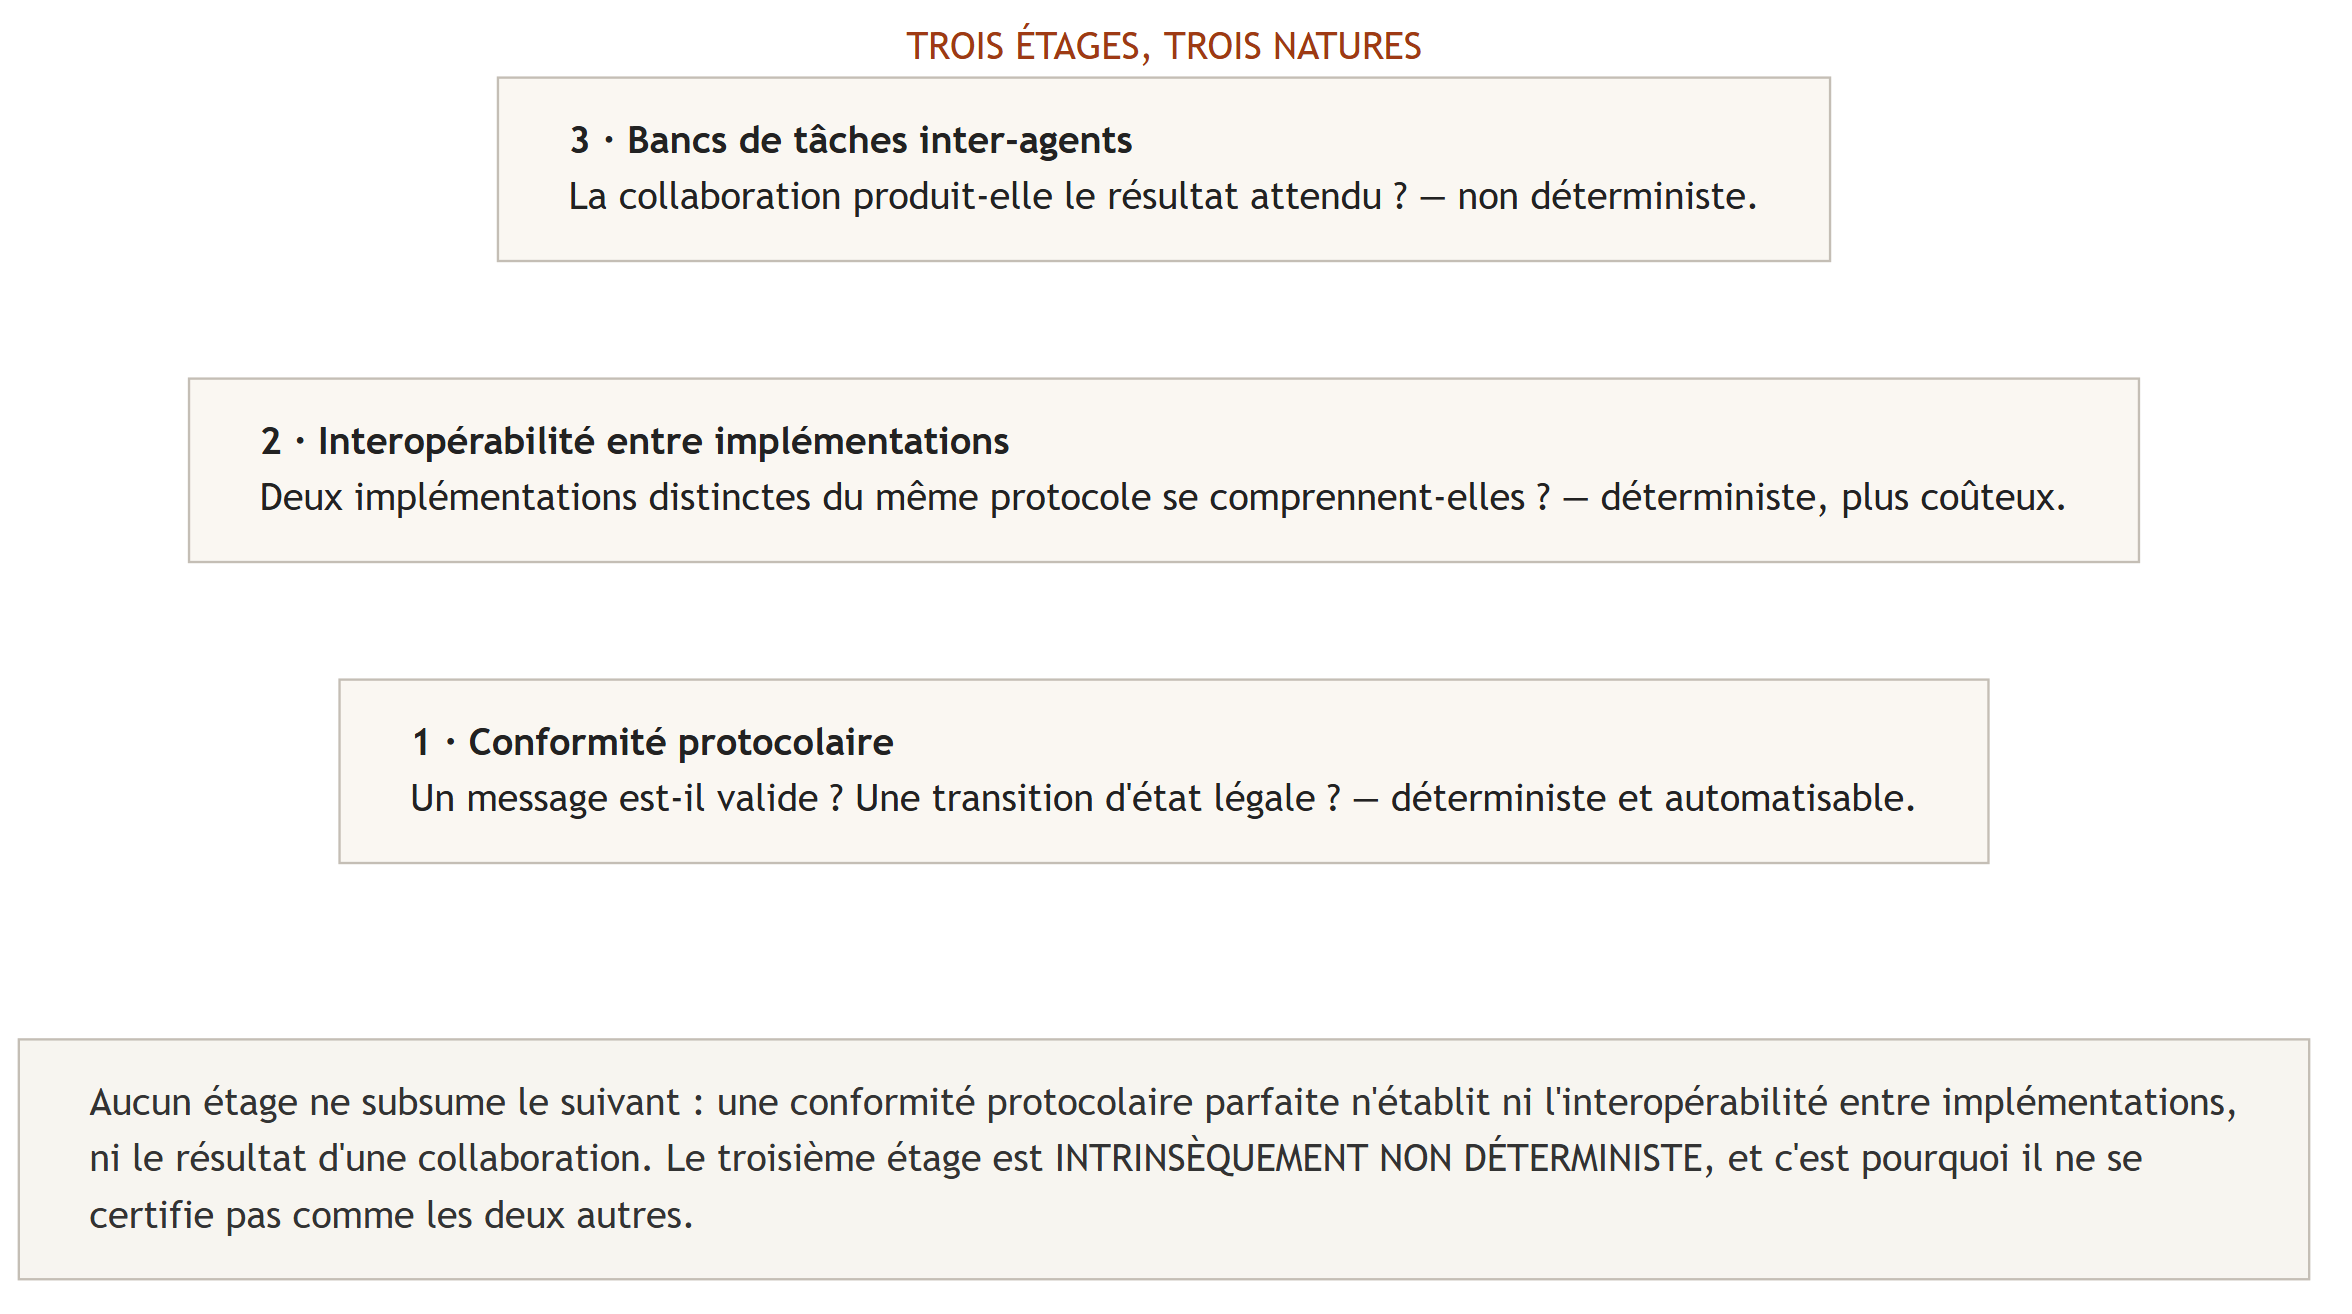 TROIS ÉTAGES, TROIS NATURES
3 · Bancs de tâches inter-agents
La collaboration produit-elle le résultat attendu ? — non déterministe.
2 · Interopérabilité entre implémentations
Deux implémentations distinctes du même protocole se comprennent-elles ? — déterministe, plus coûteux.
1 · Conformité protocolaire
Un message est-il valide ? Une transition d'état légale ? — déterministe et automatisable.
Aucun étage ne subsume le suivant : une conformité protocolaire parfaite n'établit ni l'interopérabilité entre implémentations,
ni le résultat d'une collaboration. Le troisième étage est INTRINSÈQUEMENT NON DÉTERMINISTE, et c'est pourquoi il ne se
certifie pas comme les deux autres.